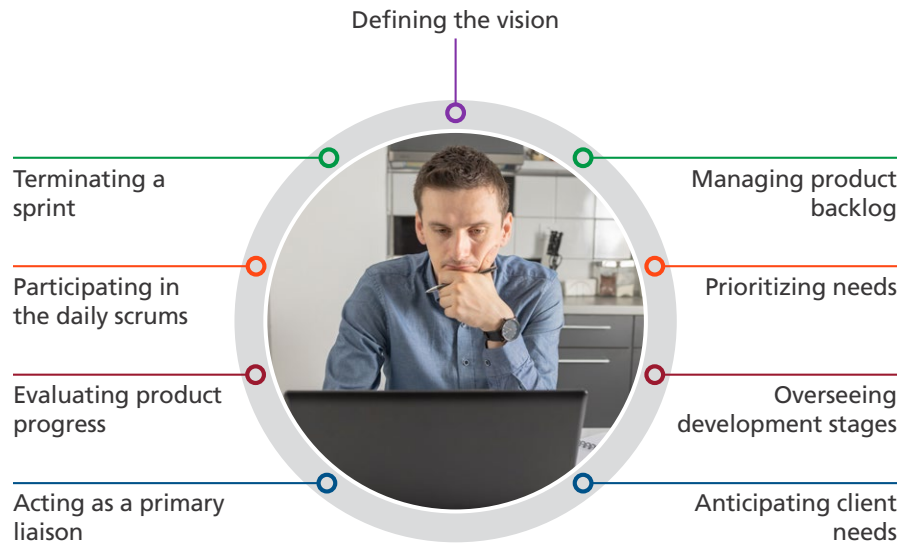 Defining the vision
Terminating a
sprint
Managing product
backlog
Participating in
the daily scrums
Prioritizing needs
Evaluating product
progress
Overseeing
development stages
Acting as a primary
liaison
Anticipating client
needs